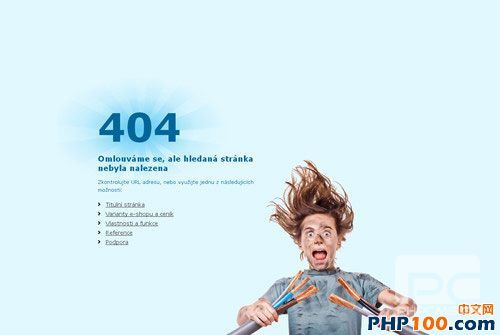 404
Omlouváme se, ale hledaná stránka
nebyla nalezena
Zkontrolujte URL adresu, nebo využijte jednu z následujících
možností:
Titulní stránka
Varianty e-shopu a ceník
Vlastnosti a funkce
Reference
Podpora
PC
中文网
PHP100.com